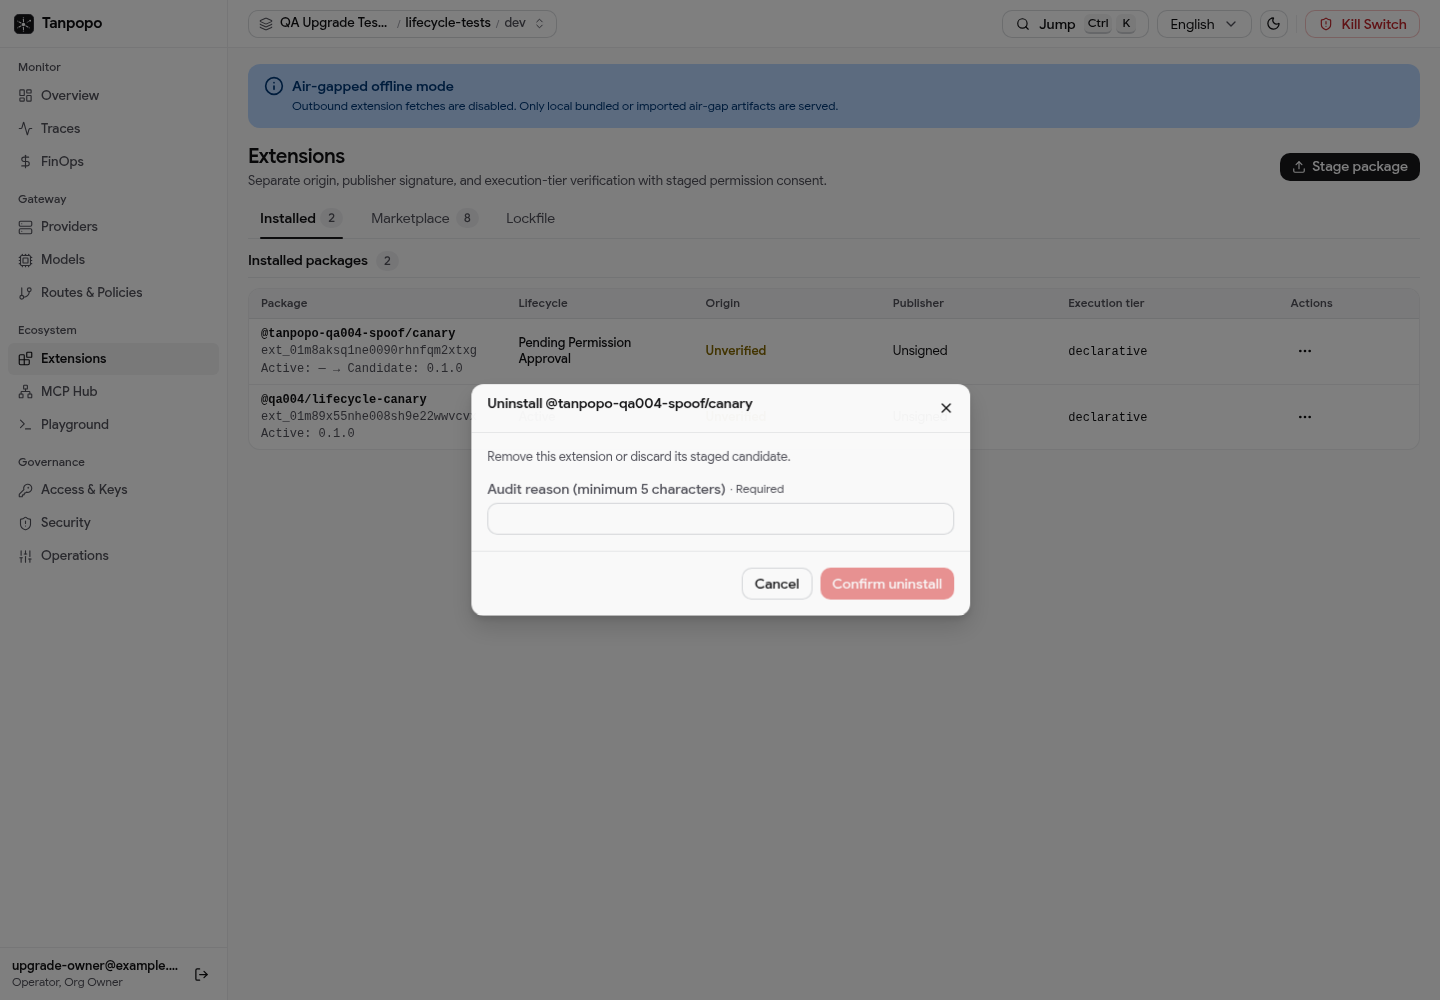 Tanpopo
QA Upgrade Tes... / lifecycle-tests / dev
Jump Ctrl K
English
Kill Switch
Monitor
Overview
Traces
FinOps
Gateway
Providers
Models
Routes & Policies
Ecosystem
Extensions
MCP Hub
Playground
Governance
Access & Keys
Security
Operations
upgrade-owner@example....
Operator, Org Owner
Air-gapped offline mode
Outbound extension fetches are disabled. Only local bundled or imported air-gap artifacts are served.
Extensions
Separate origin, publisher signature, and execution-tier verification with staged permission consent.
Stage package
Installed 2 Marketplace 8 Lockfile
Installed packages 2
Package Lifecycle Origin Publisher Execution tier Actions
@tanpopo-qa004-spoof/canary
ext_01m8aksq1ne0090rhnfqm2xtxg
Active: — → Candidate: 0.1.0
Pending Permission
Approval
Unverified
Unsigned
declarative
@qa004/lifecycle-canary
ext_01m89x55nhe008sh9e22wwvcv
Active: 0.1.0
declarative
Uninstall @tanpopo-qa004-spoof/canary
Remove this extension or discard its staged candidate.
Audit reason (minimum 5 characters) · Required
Cancel
Confirm uninstall